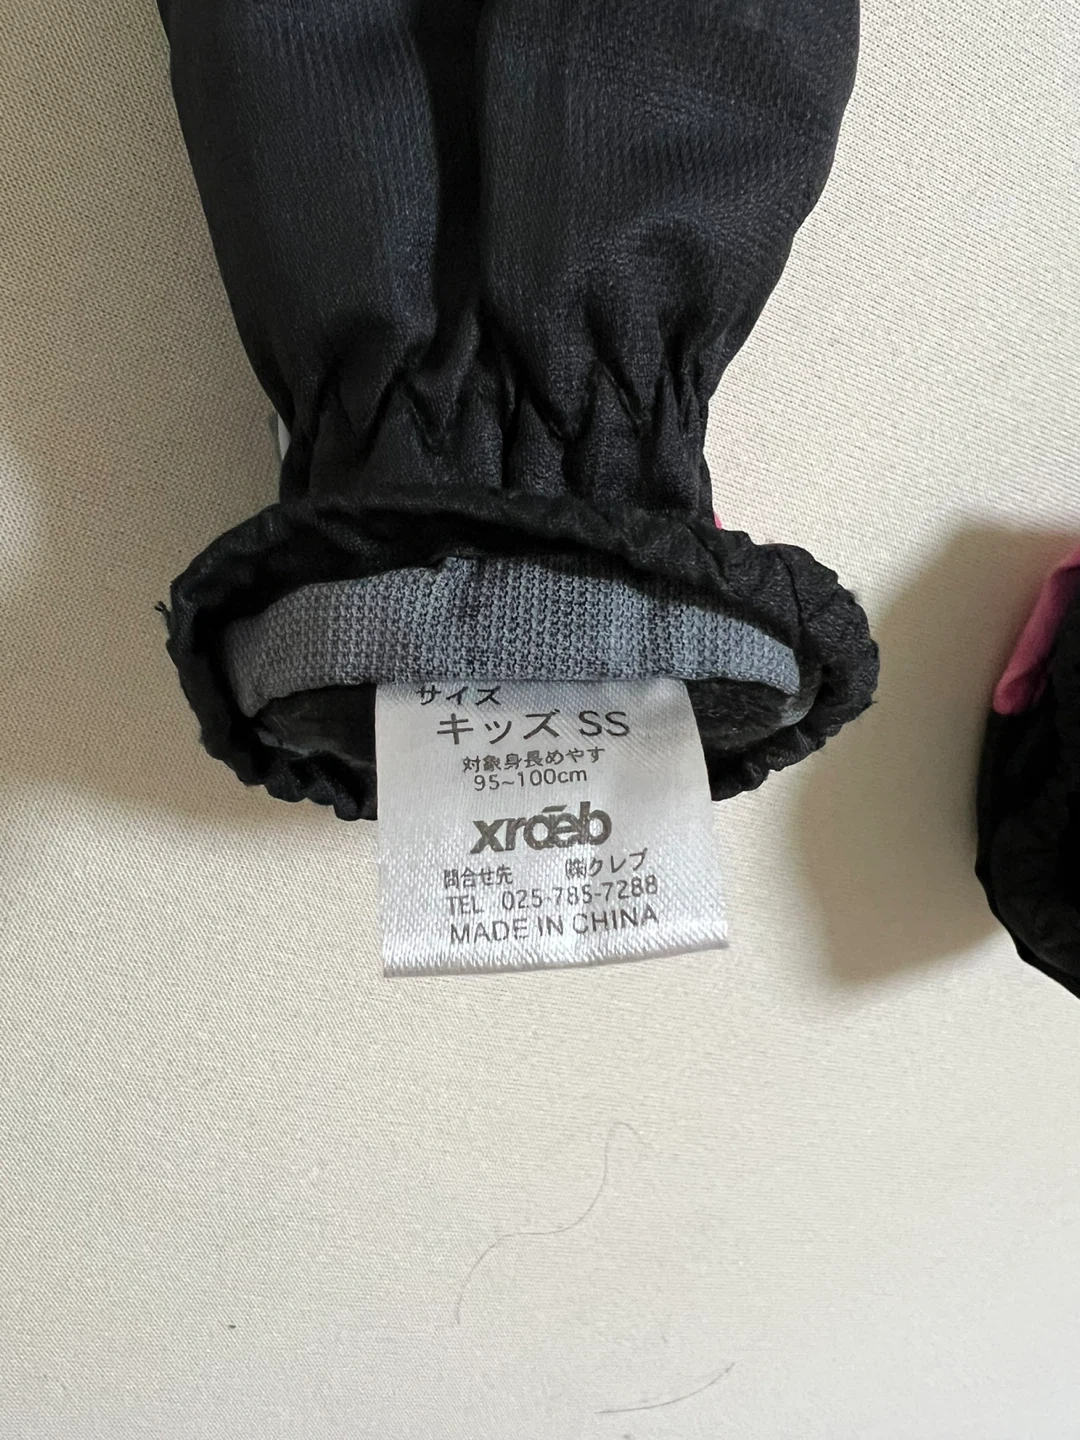 サイズ
キッズ SS
対象身長めやす
95~100cm
xrāeb
問合せ先 ㈱クレブ
TEL 025-785-7288
MADE IN CHINA